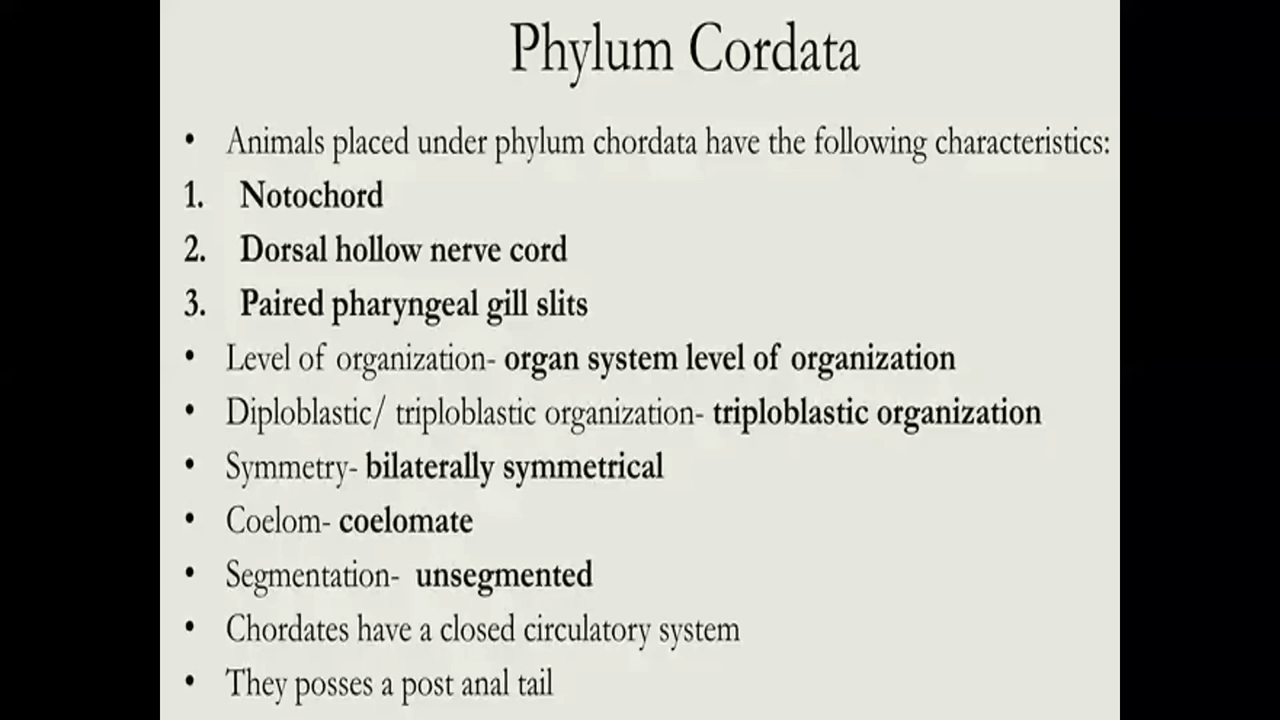 Phylum Cordata
• Animals placed under phylum chordata have the following characteristics:
1. Notochord
2. Dorsal hollow nerve cord
3. Paired pharyngeal gill slits
• Level of organization- organ system level of organization
• Diploblastic/ triploblastic organization- triploblastic organization
• Symmetry- bilaterally symmetrical
• Coelom- coelomate
• Segmentation- unsegmented
• Chordates have a closed circulatory system
• They posses a post anal tail